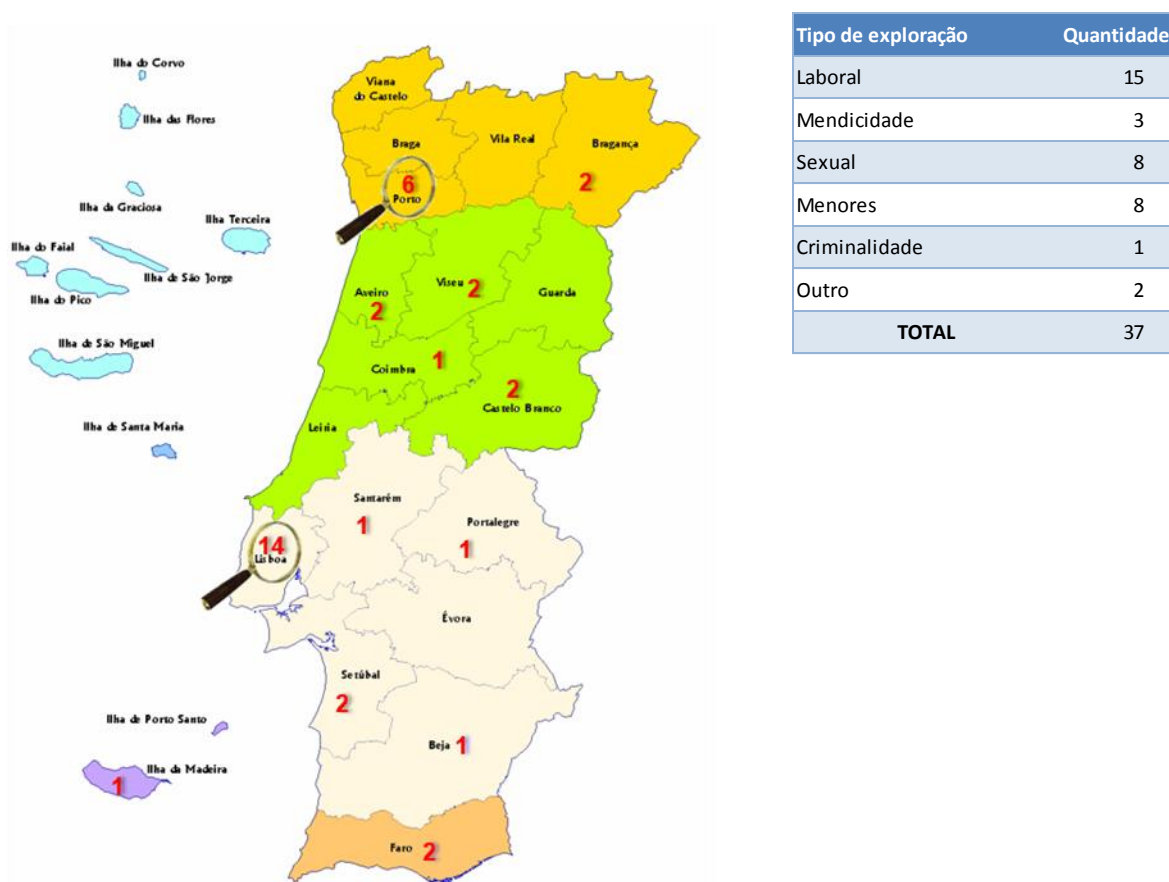 Ilha do Corvo
Ilha das Flores
Ilha da Graciosa
Ilha Terceira
Ilha do Faial
Ilha de São Jorge
Ilha do Pico
Ilha de São Miguel
Ilha de Santa Maria
Ilha de Porto Santo
Ilha da Madeira
1
Viana
do Castelo
Braga
Vila Real
Bragança
2
6
Porto
Aveiro
2
Viseu
2
Guarda
Coimbra
1
2
Castelo Branco
Leiria
Santarém
1
Portalegre
1
14
Lisboa
Évora
Setúbal
2
Beja
1
Faro
2
Tipo de exploração Quantidade
Laboral 15
Mendicidade 3
Sexual 8
Menores 8
Criminalidade 1
Outro 2
TOTAL 37